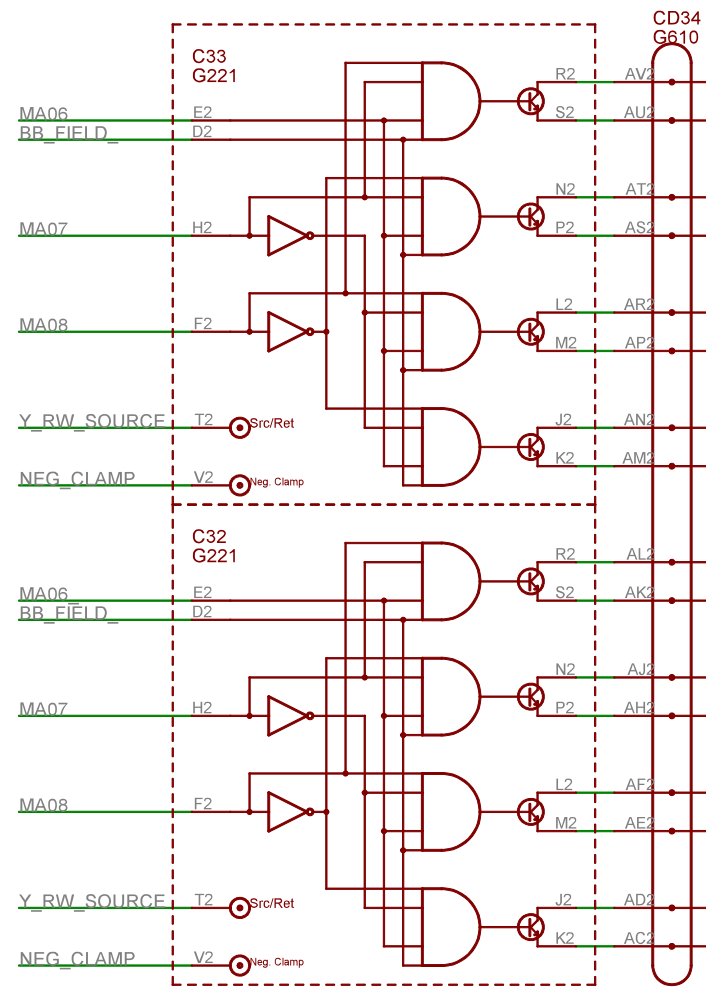 CD34
G610
C33
G221
R2 AV2
MA06 E2 S2 AU2
BB_FIELD_ D2
N2 AT2
MA07 H2 P2 AS2
L2 AR2
MA08 F2 M2 AP2
Y_RW_SOURCE T2 Src/Ret J2 AN2
K2 AM2
NEG_CLAMP V2 Neg. Clamp
C32
G221
R2 AL2
MA06 E2 S2 AK2
BB_FIELD_ D2
N2 AJ2
MA07 H2 P2 AH2
L2 AF2
MA08 F2 M2 AE2
Y_RW_SOURCE T2 Src/Ret J2 AD2
K2 AC2
NEG_CLAMP V2 Neg. Clamp